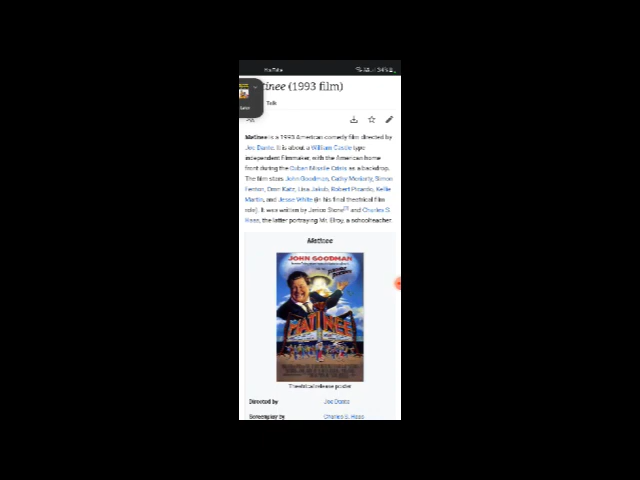 tinee (1993 film)
Talk
Matinee is a 1993 American comedy film directed by
Joe Dante. It is about a William Castle type
independent filmmaker, with the American home
front during the Cuban Missile Crisis as a backdrop.
The film stars John Goodman, Cathy Moriarty, Simon
Fenton, Omri Katz, Lisa Jakub, Robert Picardo, Kellie
Martin, and Jesse White (in his final theatrical film
role). It was written by Jerico Stone and Charles S.
Haas, the latter portraying Mr. Elroy, a schoolteacher
Matinee
JOHN GOODMAN
MATINEE
Theatrical release poster
Directed by Joe Dante
Screenplay by Charles S. Haas